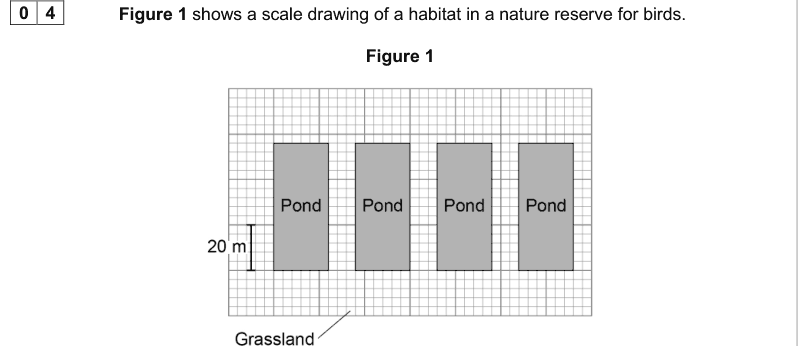 0 4 Figure 1 shows a scale drawing of a habitat in a nature reserve for birds.
Figure 1
Pond Pond Pond Pond
20 m
Grassland